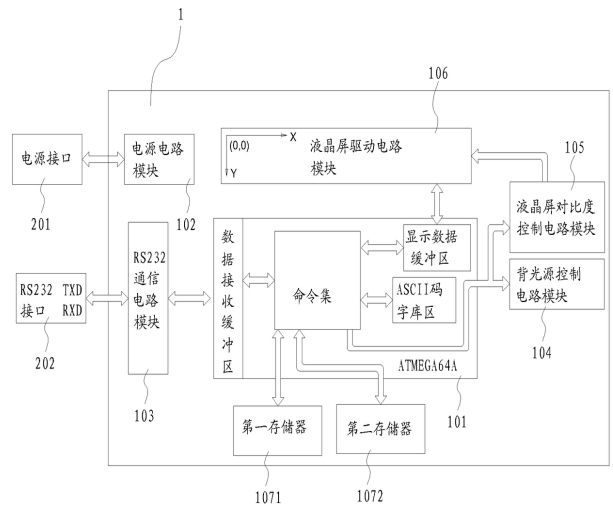 1
106
X
(0,0)
Y
液晶屏驱动电路
模块
105
电源接口
201
电源电路
模块
102
液晶屏对比度
控制电路模块
RS232
通信
电路
模块
103
数据接收缓冲区
命令集
显示数据
缓冲区
ASCII码
字库区
背光源控制
电路模块
104
RS232 TXD
接口 RXD
202
ATMEGA64A
101
第一存储器
1071
第二存储器
1072